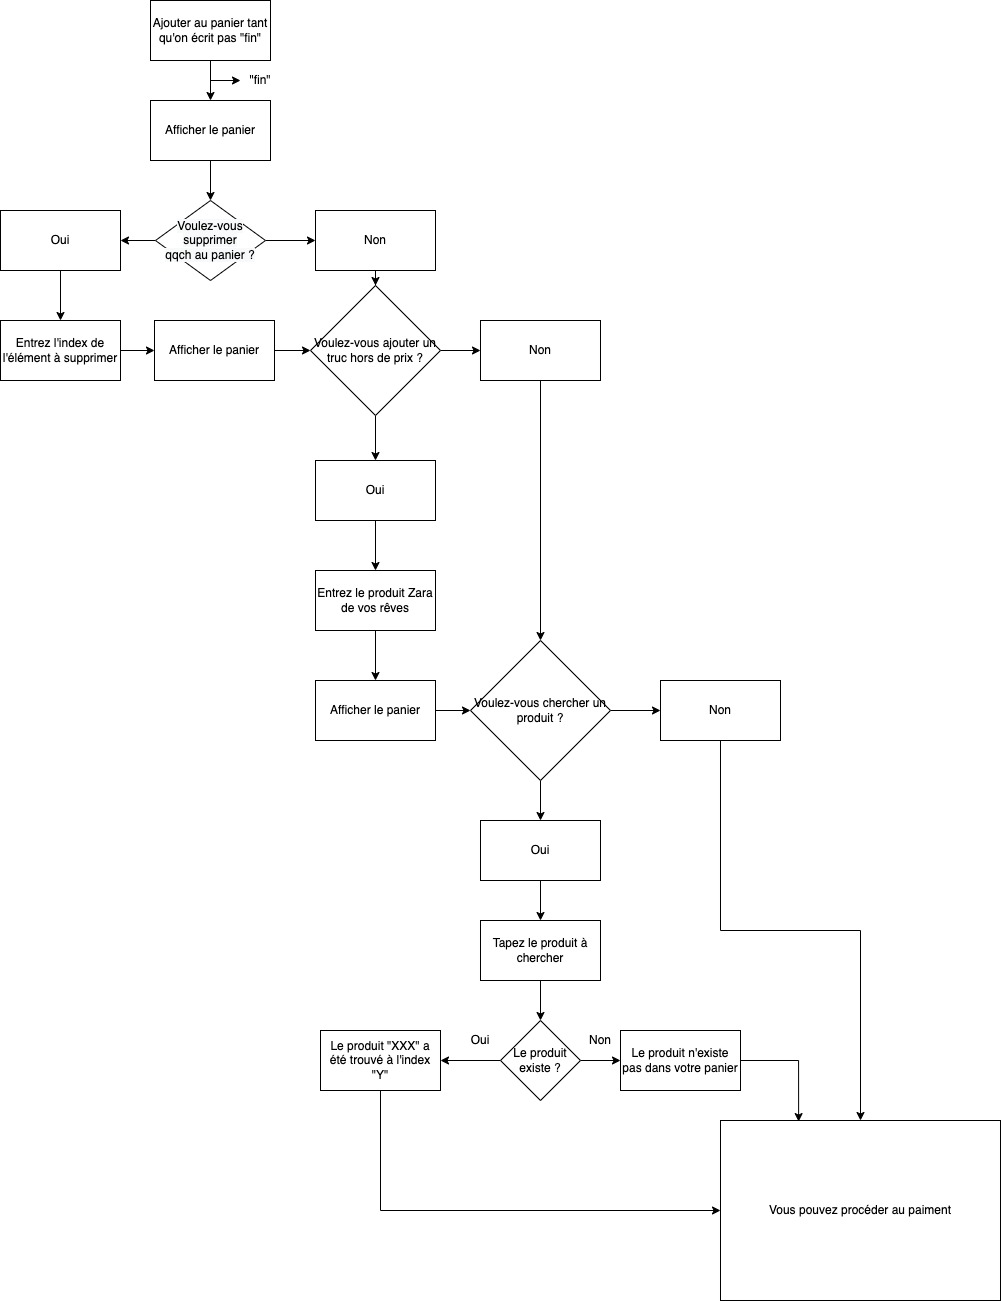 Ajouter au panier tant
qu'on écrit pas "fin"
"fin"
Afficher le panier
Voulez-vous
supprimer
qqch au panier ?
Oui
Non
Entrez l'index de
l'élément à supprimer
Afficher le panier
Voulez-vous ajouter un
truc hors de prix ?
Non
Oui
Entrez le produit Zara
de vos rêves
Afficher le panier
Voulez-vous chercher un
produit ?
Non
Oui
Tapez le produit à
chercher
Oui
Non
Le produit "XXX" a
été trouvé à l'index
"Y"
Le produit
existe ?
Le produit n'existe
pas dans votre panier
Vous pouvez procéder au paiment